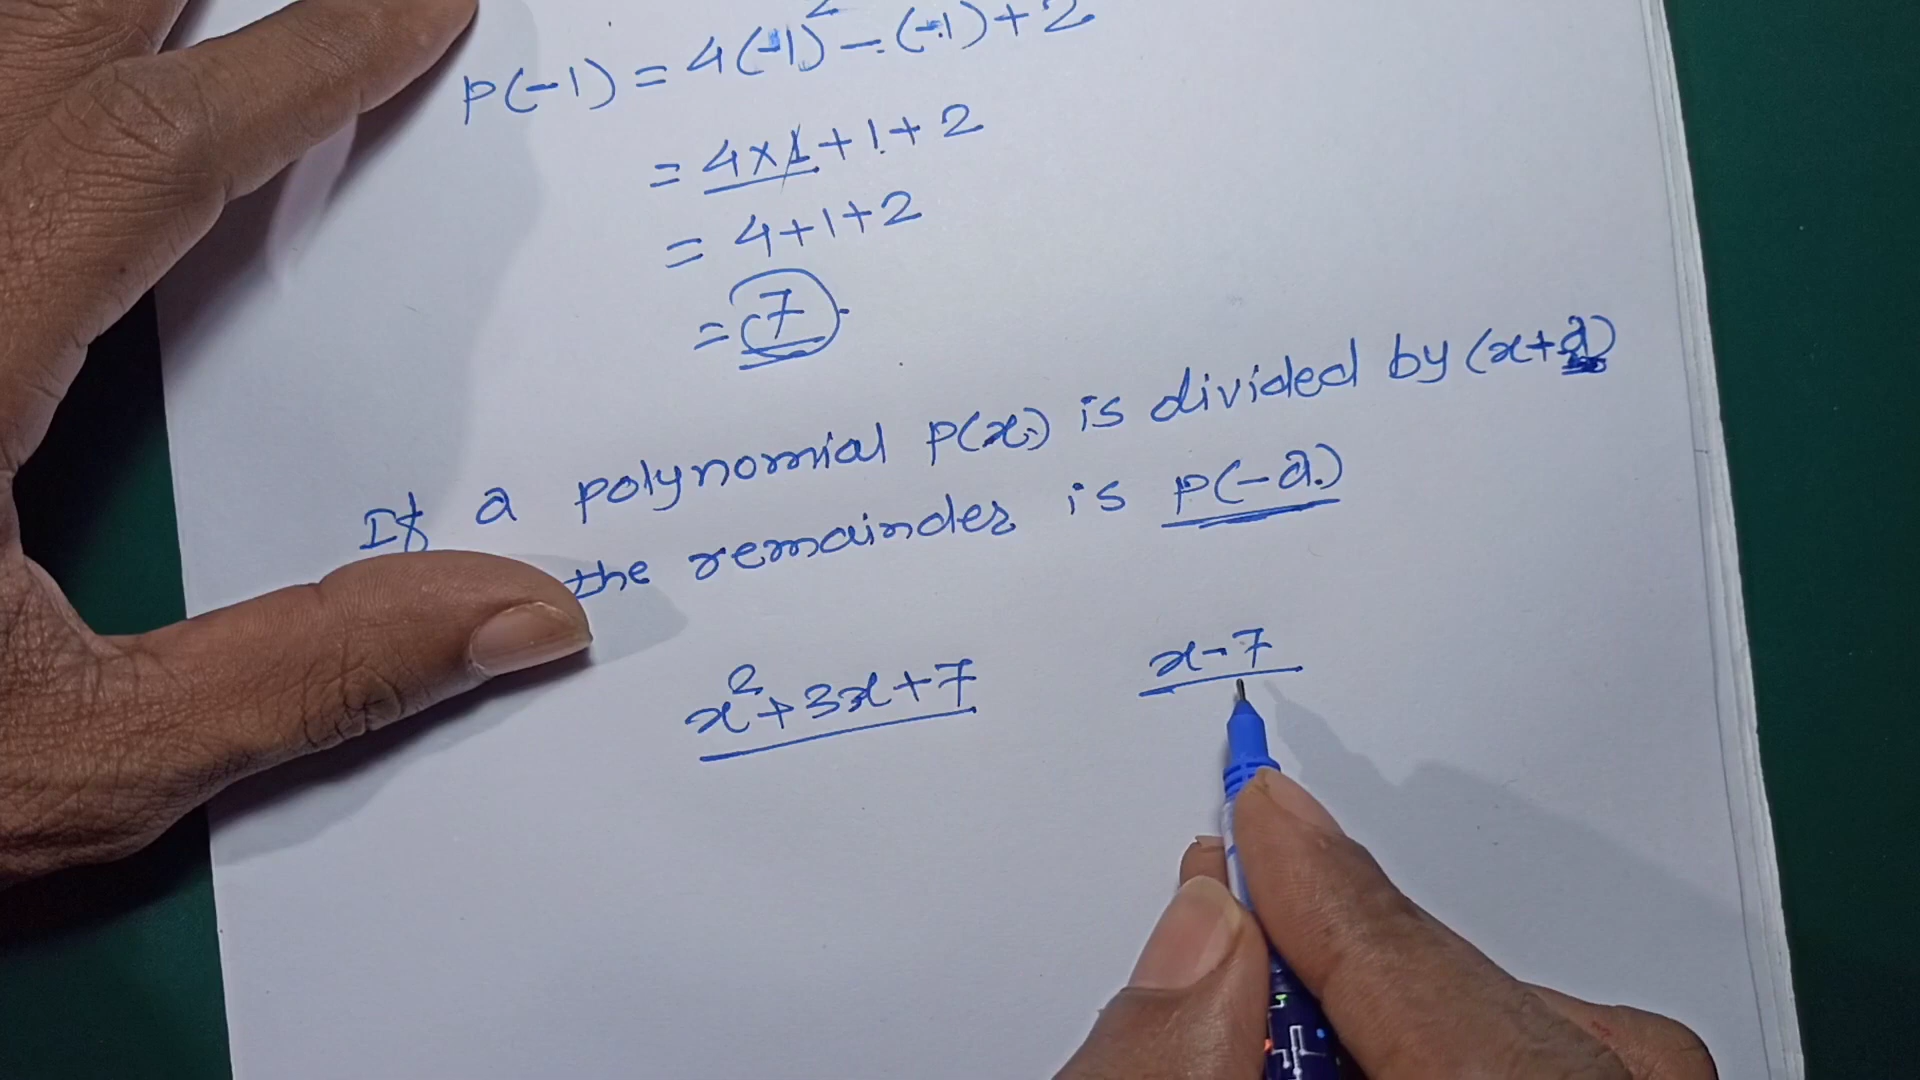 P(-1) = 4(-1)² - (-1) + 2
= 4×1 + 1 + 2
= 4+1+2
= 7
If a polynomial P(x) is divided by (x+a)
the remainder is P(-a)
x²+3x+7 x-7